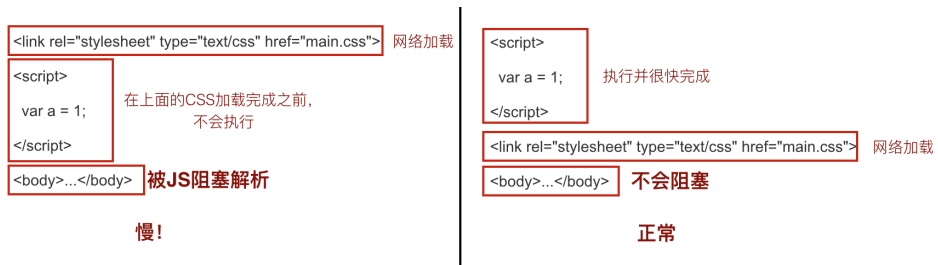 <link rel="stylesheet" type="text/css" href="main.css">
网络加载
<script>
var a = 1;
</script>
在上面的CSS加载完成之前，
不会执行
<body>...</body>
被JS阻塞解析
慢！
<script>
var a = 1;
</script>
执行并很快完成
<link rel="stylesheet" type="text/css" href="main.css">
网络加载
<body>...</body>
不会阻塞
正常